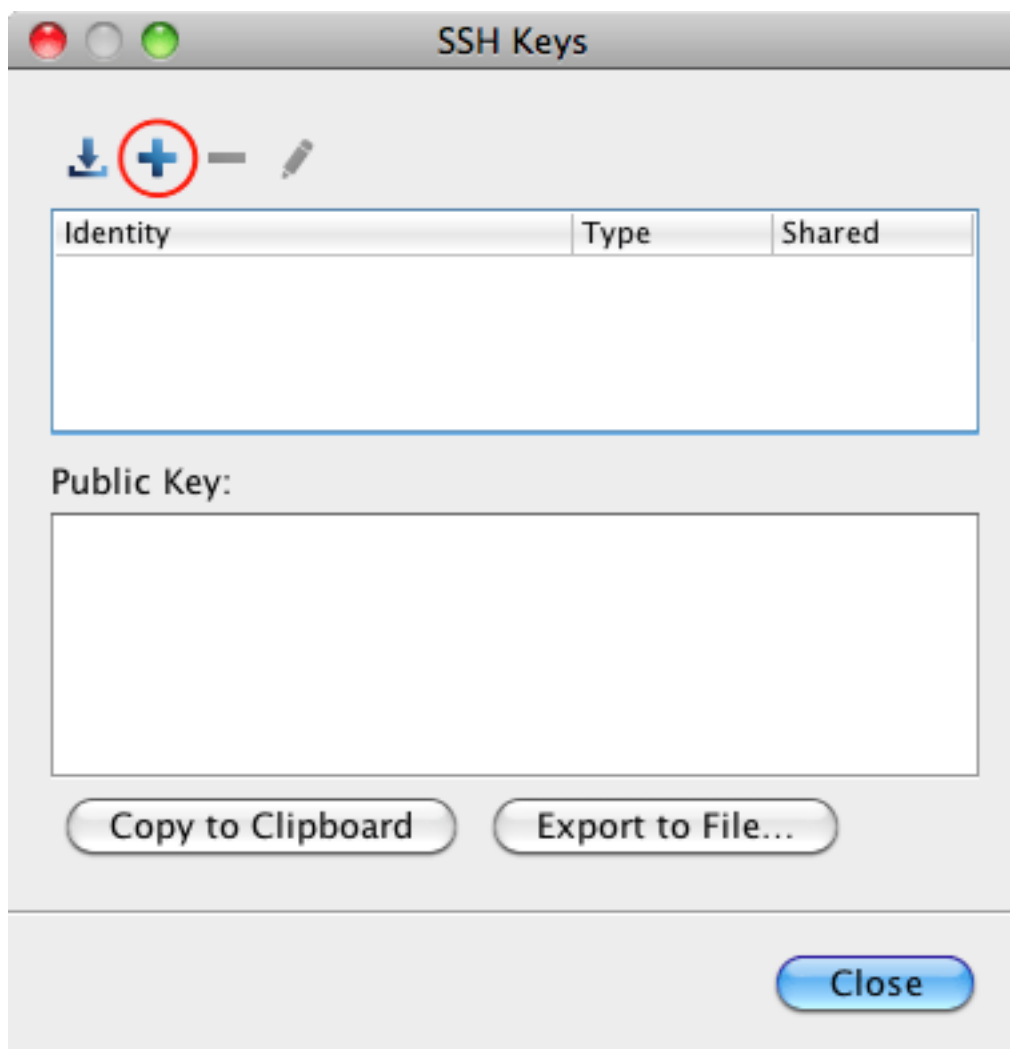 SSH Keys
Identity Type Shared
Public Key:
Copy to Clipboard Export to File...
Close